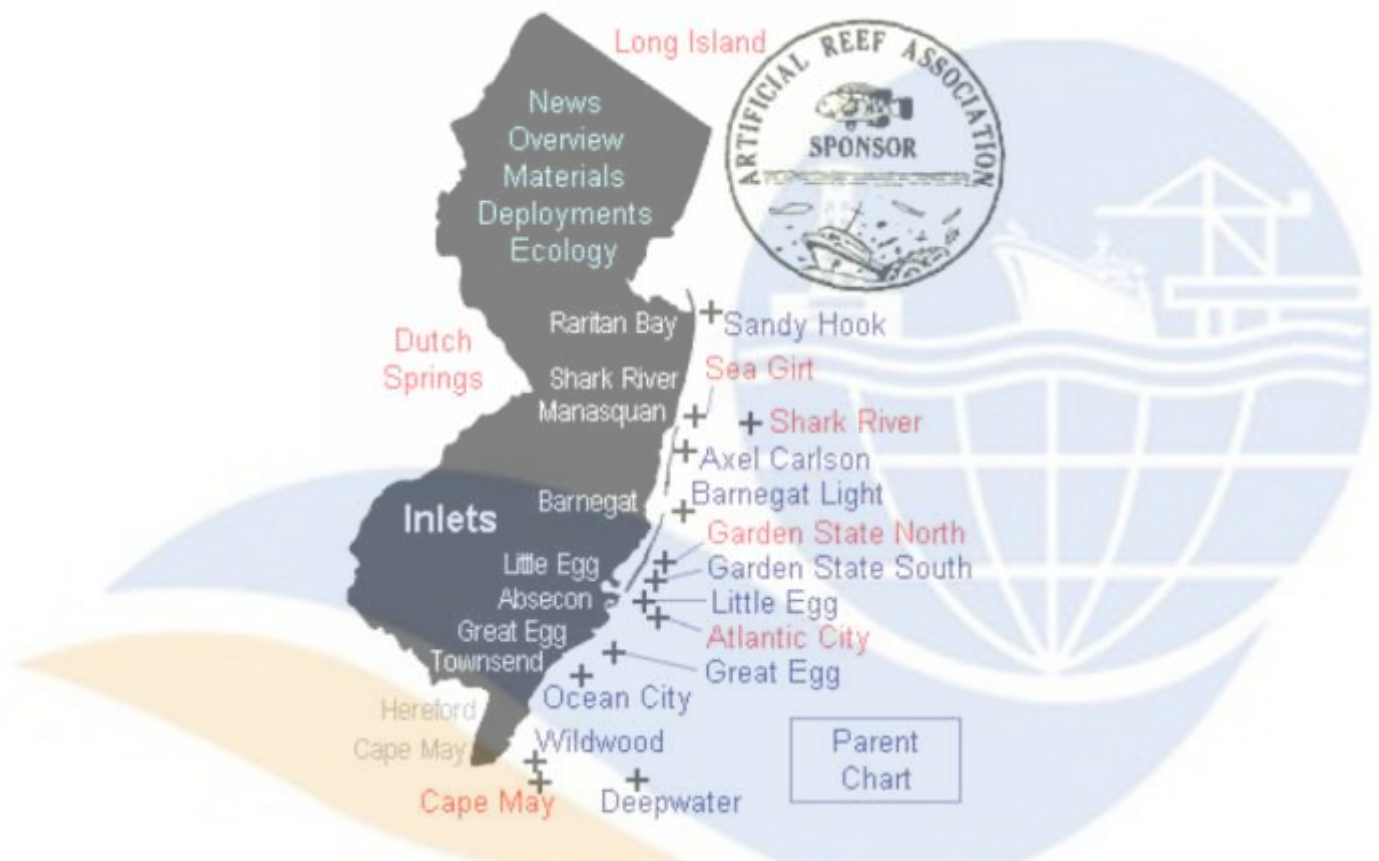 Long Island
ARTIFICIAL REEF ASSOCIATION
SPONSOR
News
Overview
Materials
Deployments
Ecology
Raritan Bay
Sandy Hook
Dutch
Springs
Sea Girt
Shark River
Manasquan
Shark River
Axel Carlson
Barnegat
Barnegat Light
Inlets
Garden State North
Little Egg
Garden State South
Absecon
Little Egg
Great Egg
Atlantic City
Townsend
Great Egg
Ocean City
Hereford
Wildwood
Cape May
Parent
Chart
Cape May
Deepwater